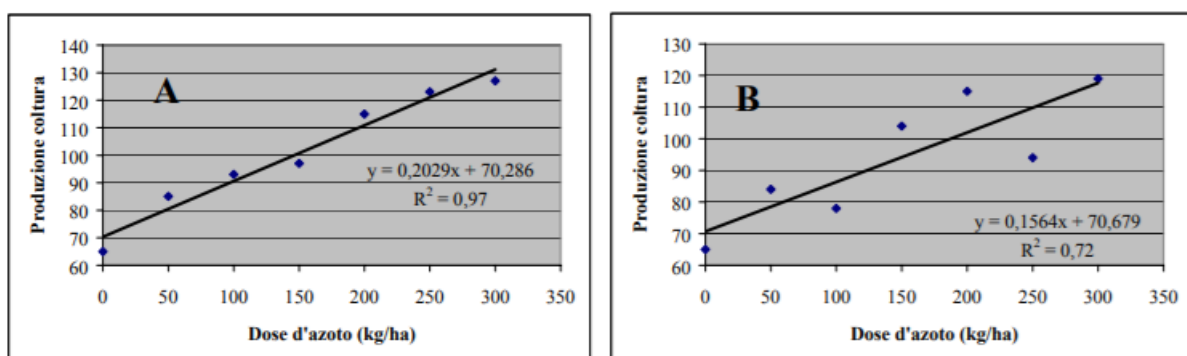 A
Produzione coltura
140
130
120
110
100
90
80
70
60
y = 0,2029x + 70,286
R² = 0,97
0 50 100 150 200 250 300 350
Dose d'azoto (kg/ha)
B
Produzione coltura
130
120
110
100
90
80
70
60
y = 0,1564x + 70,679
R² = 0,72
0 50 100 150 200 250 300 350
Dose d'azoto (kg/ha)